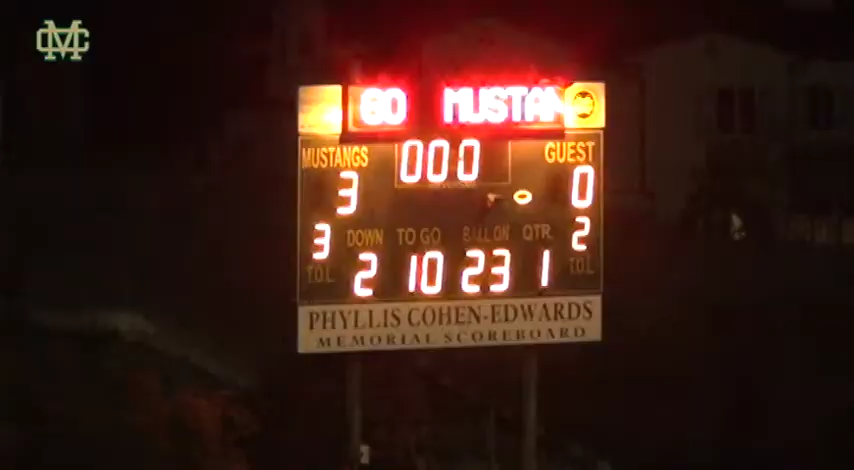 MC
GO MUSTAN
MUSTANGS 000 GUEST
3 0
3 DOWN TO GO BALL ON QTR 2
T.O.L 2 10 23 1 T.O.L
PHYLLIS COHEN-EDWARDS
MEMORIAL SCOREBOARD